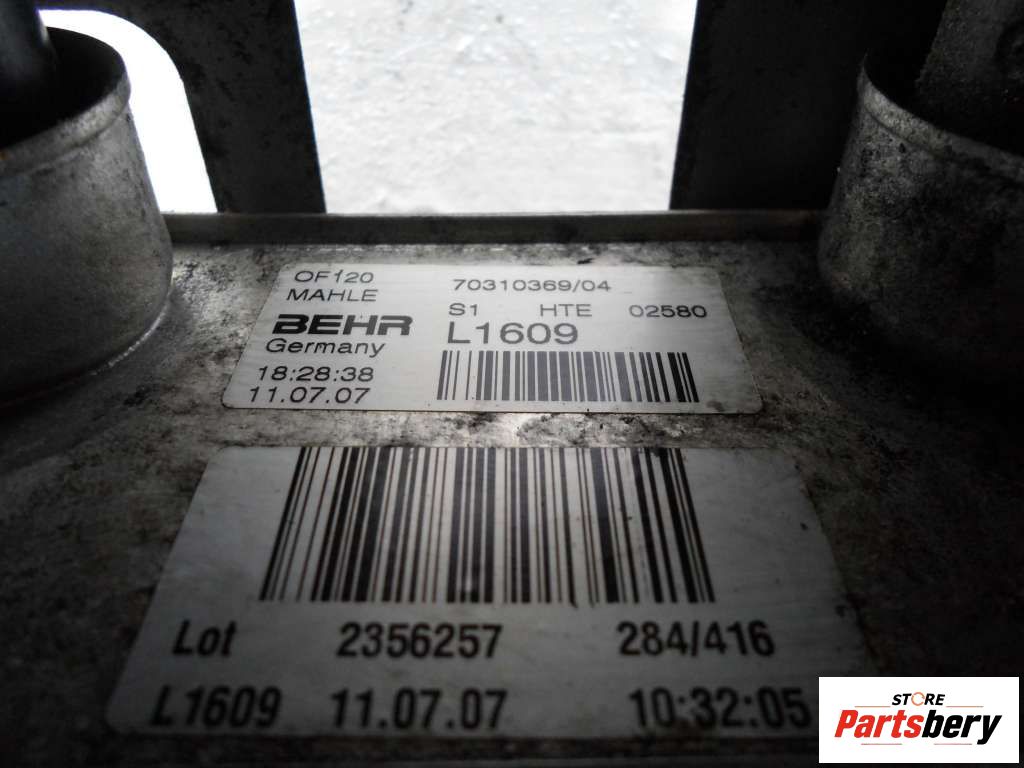 OF120 70310369/04
MAHLE S1 HTE 02580
BEHR L1609
Germany
18:28:38
11.07.07
Lot 2356257 284/416
L1609 11.07.07 10:32:05
STORE
Partsbery